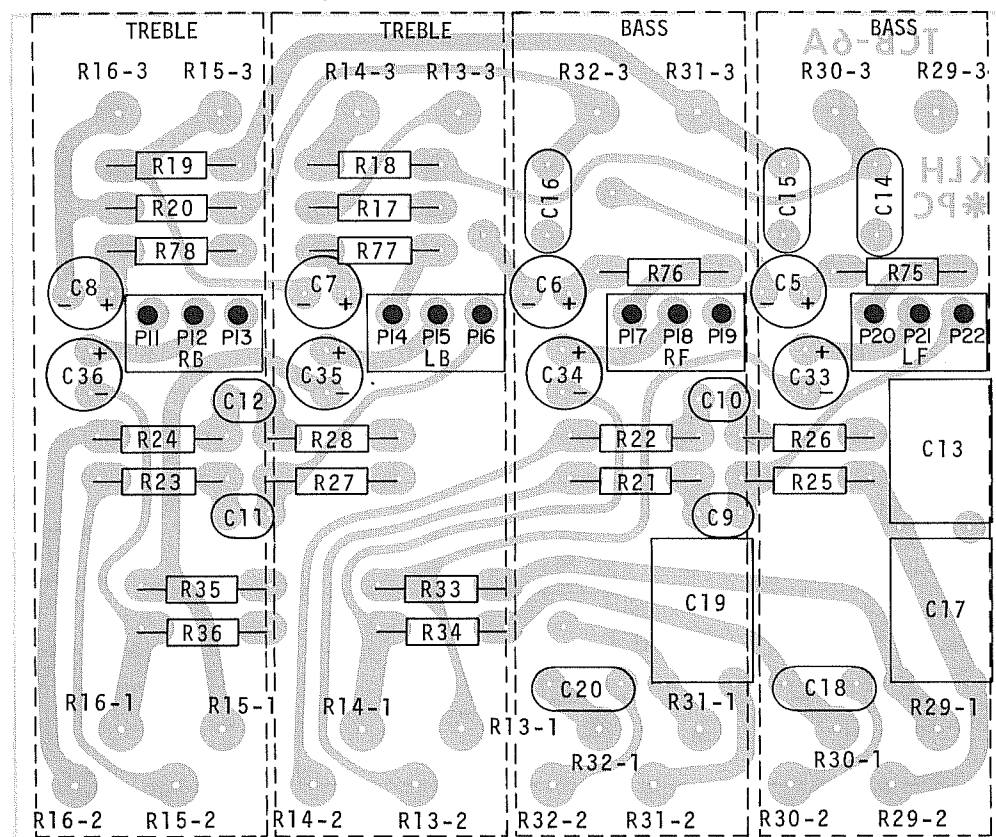 TREBLE TREBLE BASS BASS
TCB-6A
R16-3 R15-3 R14-3 R13-3 R32-3 R31-3 R30-3 R29-3
R19 R18 C16 C15 C14 KLH
R20 R17 ✱PC
R78 R77
C8 C7 C6 R76 C5 R75
P11 P12 P13 P14 P15 P16 P17 P18 P19 P20 P21 P22
RB LB RF LF
C36 C35 C34 C33
C12 C10
R24 R28 R22 R26 C13
R23 R27 R21 R25
C11 C9
R35 R33 C19 C17
R36 R34
C20 C18
R16-1 R15-1 R14-1 R13-1 R31-1 R29-1
R32-1 R30-1
R16-2 R15-2 R14-2 R13-2 R32-2 R31-2 R30-2 R29-2